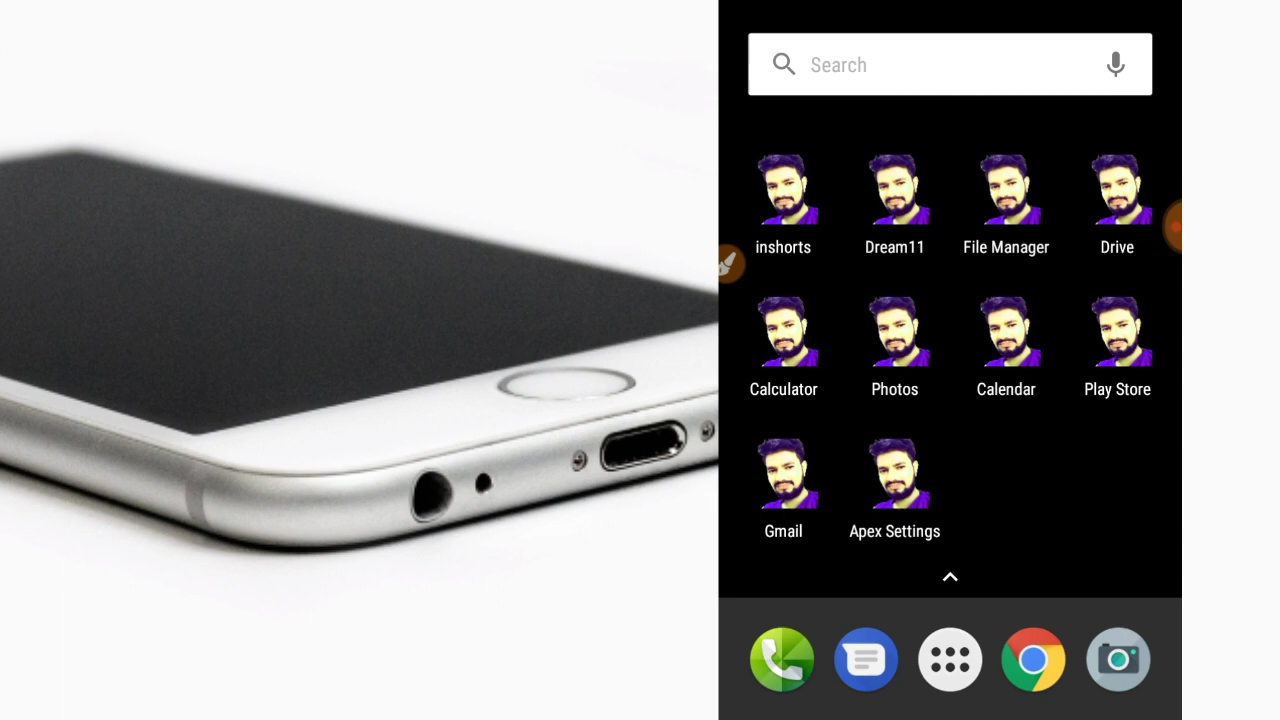 Search
inshorts Dream11 File Manager Drive
Calculator Photos Calendar Play Store
Gmail Apex Settings